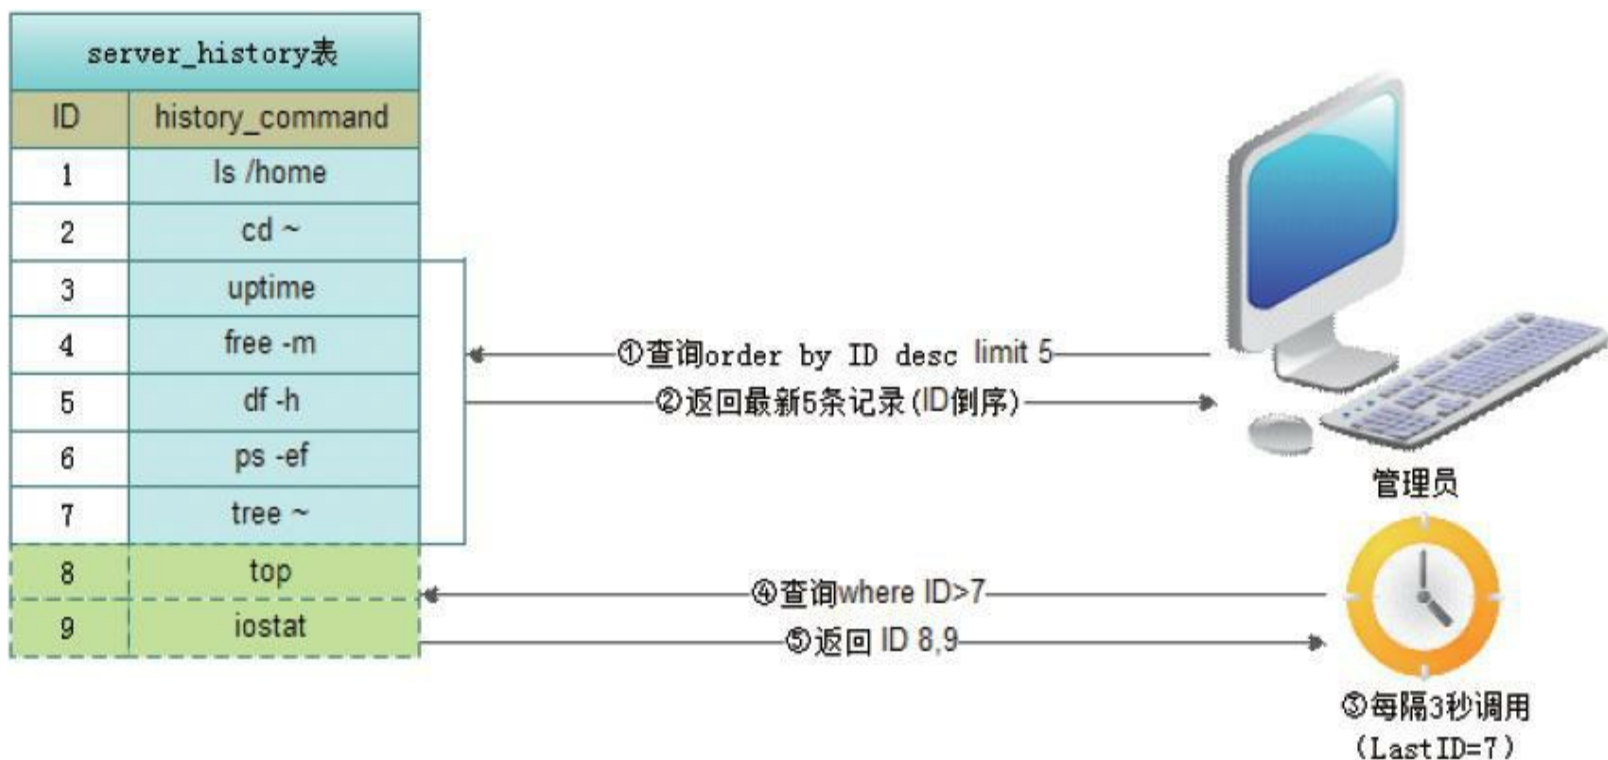 server_history表
ID history_command
1 ls /home
2 cd ~
3 uptime
4 free -m
5 df -h
6 ps -ef
7 tree ~
8 top
9 iostat
①查询order by ID desc limit 5
②返回最新5条记录(ID倒序)
管理员
④查询where ID>7
⑤返回 ID 8,9
③每隔3秒调用
(LastID=7)